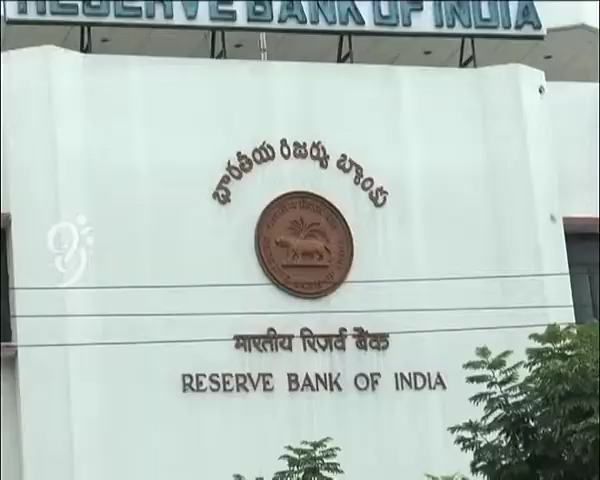 RESERVE BANK OF INDIA
భారతీయ రిజర్వు బ్యాంకు
भारतीय रिज़र्व बैंक
RESERVE BANK OF INDIA